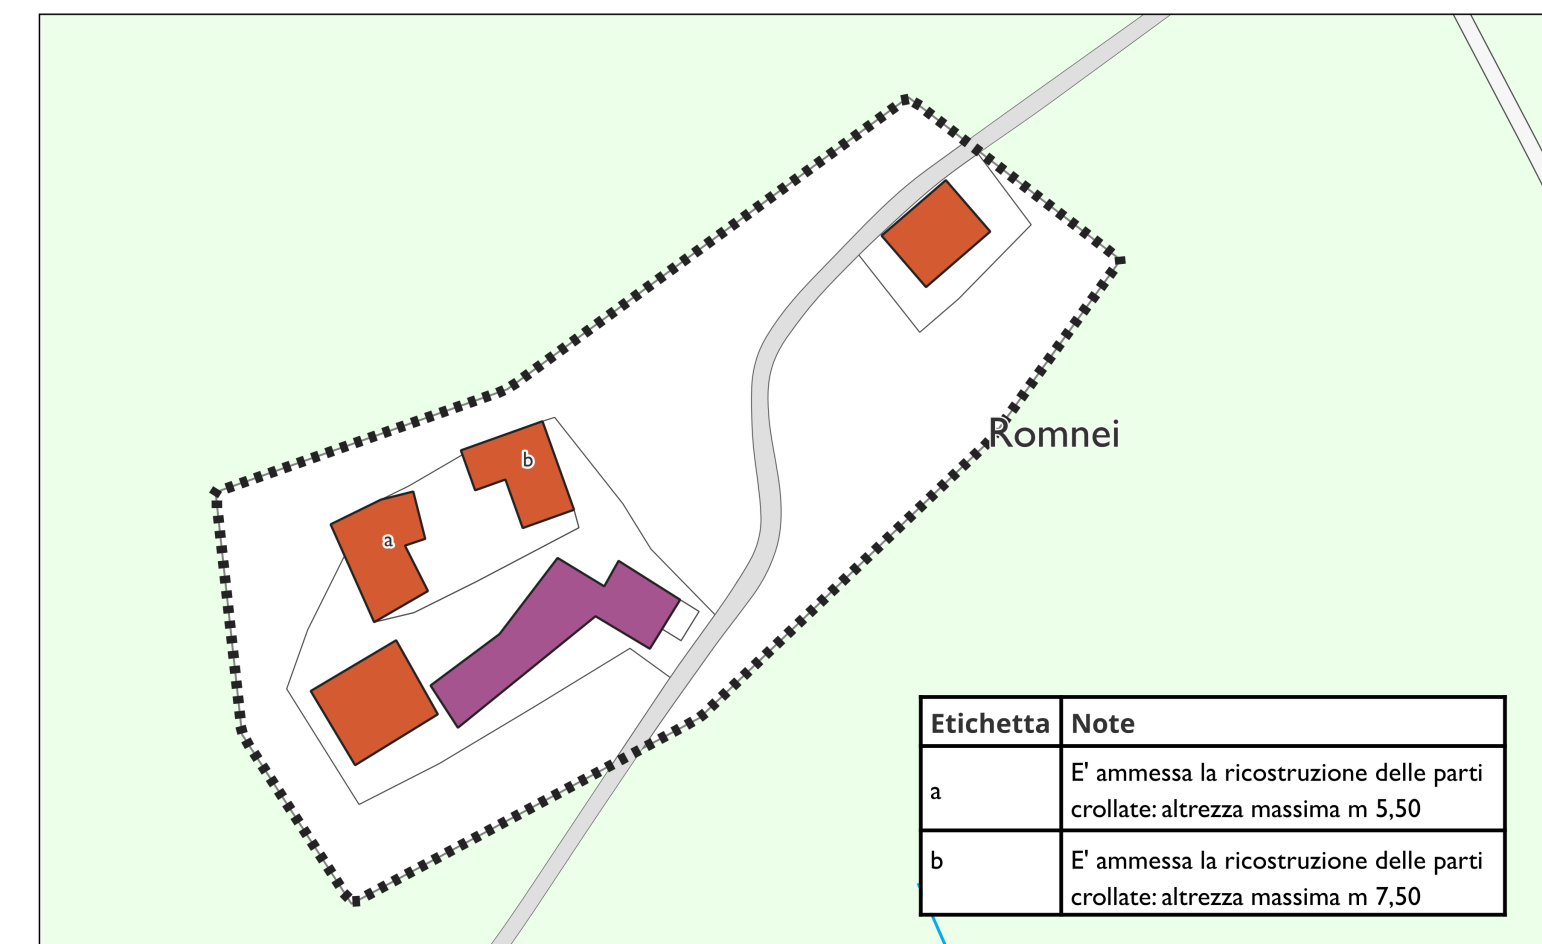 b
a
Romnei
Etichetta Note
a E' ammessa la ricostruzione delle parti
crollate: altrezza massima m 5,50
b E' ammessa la ricostruzione delle parti
crollate: altrezza massima m 7,50